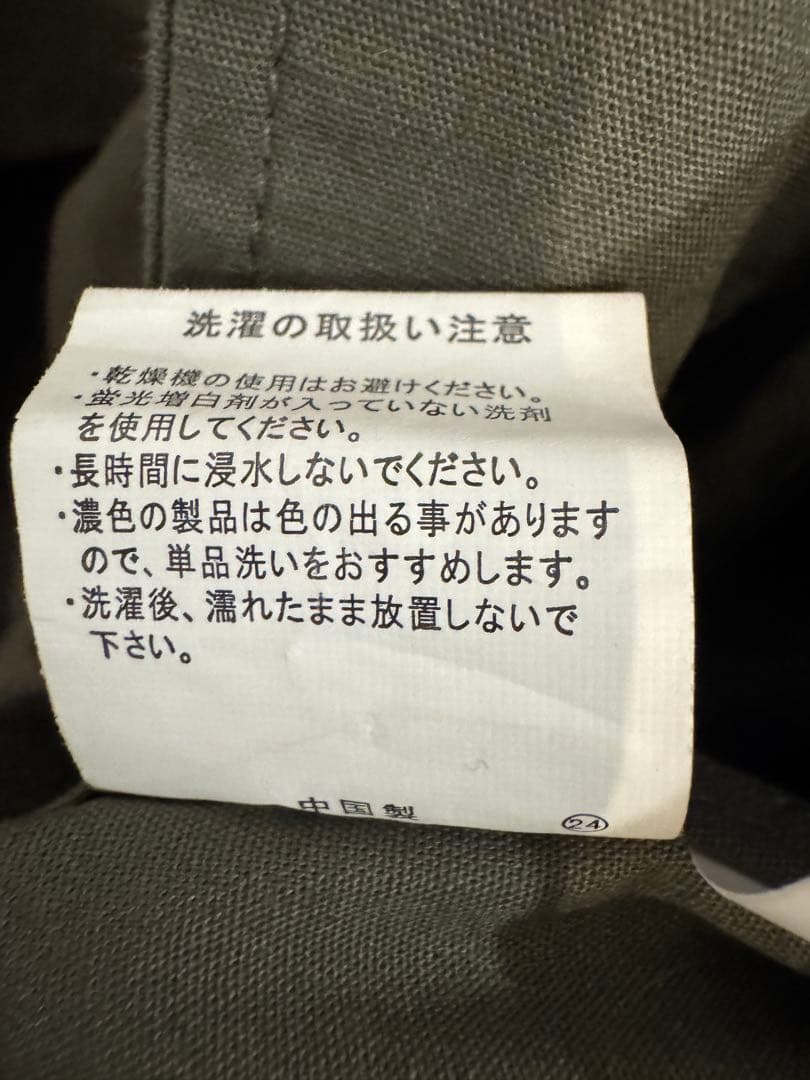 洗濯の取扱い注意
・乾燥機の使用はお避けください。
・蛍光増白剤が入っていない洗剤
を使用してください。
・長時間に浸水しないでください。
・濃色の製品は色の出る事があります
ので、単品洗いをおすすめします。
・洗濯後、濡れたまま放置しないで
下さい。
中国製
24